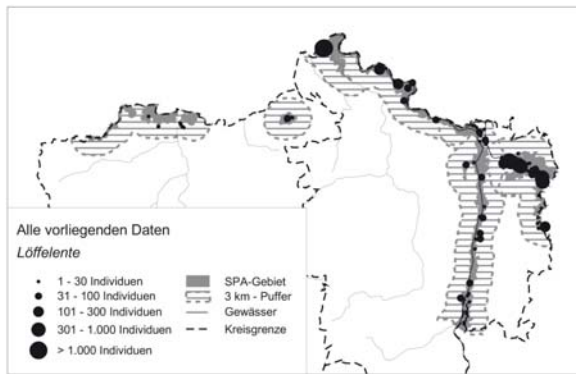 Alle vorliegenden Daten
Löffelente
1 - 30 Individuen
31 - 100 Individuen
101 - 300 Individuen
301 - 1.000 Individuen
> 1.000 Individuen
SPA-Gebiet
3 km - Puffer
Gewässer
Kreisgrenze